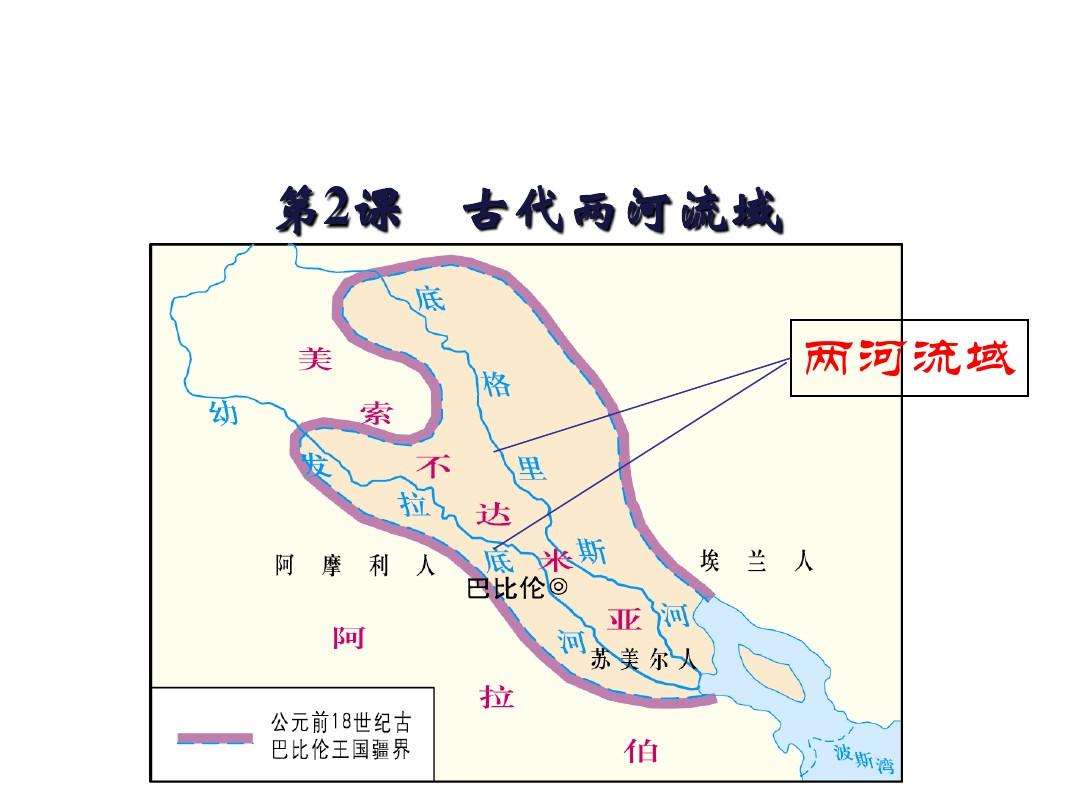 第2课 古代两河流域
两河流域
底格里斯河
幼发拉底河
美索不达米亚
阿摩利人
埃兰人
巴比伦
苏美尔人
阿拉伯
波斯湾
公元前18世纪古
巴比伦王国疆界